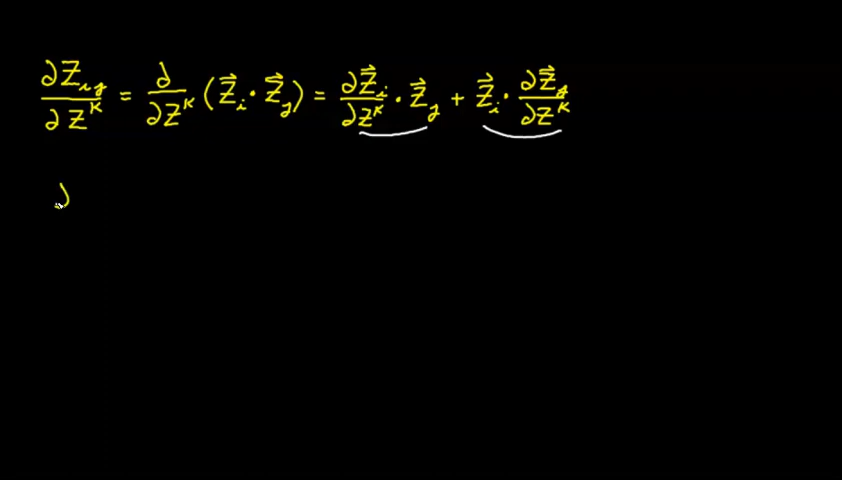 ∂Z_ij/∂Z^K = ∂/∂Z^K (Z⃗_i · Z⃗_j) = ∂Z⃗_i/∂Z^K · Z⃗_j + Z⃗_i · ∂Z⃗_j/∂Z^K
∂